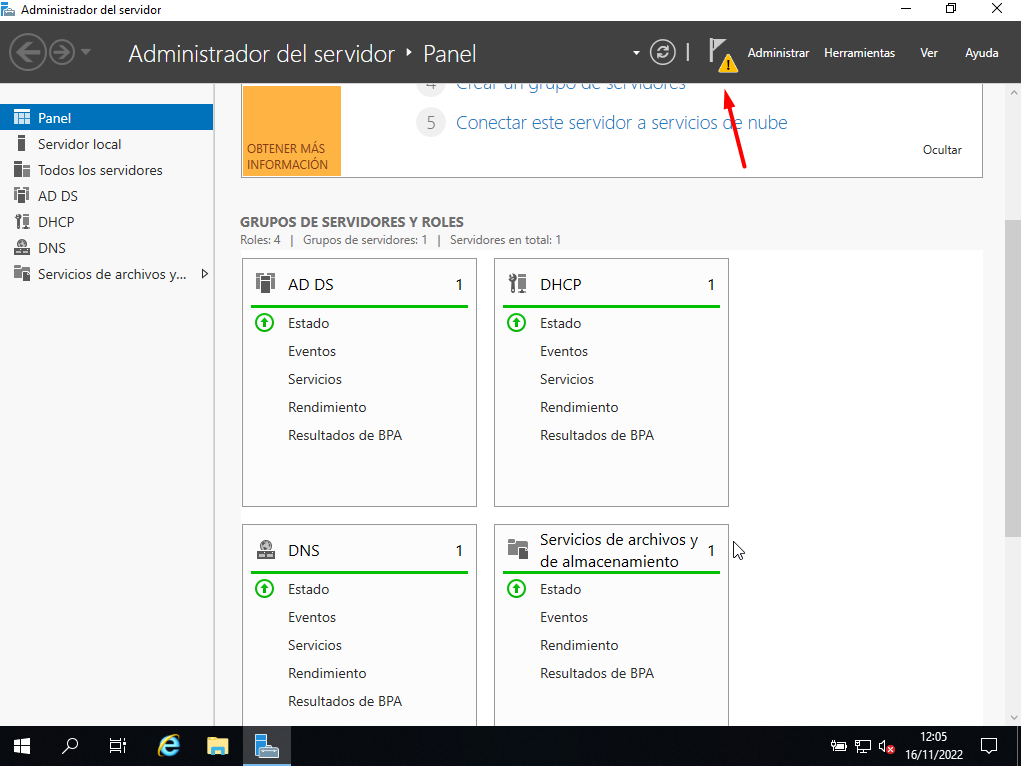 Administrador del servidor
Administrador del servidor ‣ Panel
Administrar
Herramientas
Ver
Ayuda
Panel
Servidor local
Todos los servidores
AD DS
DHCP
DNS
Servicios de archivos y...
4 Crear un grupo de servidores
5 Conectar este servidor a servicios de nube
OBTENER MÁS
INFORMACIÓN
Ocultar
GRUPOS DE SERVIDORES Y ROLES
Roles: 4 | Grupos de servidores: 1 | Servidores en total: 1
AD DS 1
Estado
Eventos
Servicios
Rendimiento
Resultados de BPA
DHCP 1
Estado
Eventos
Servicios
Rendimiento
Resultados de BPA
DNS 1
Estado
Eventos
Servicios
Rendimiento
Resultados de BPA
Servicios de archivos y
de almacenamiento 1
Estado
Eventos
Rendimiento
Resultados de BPA
12:05
16/11/2022